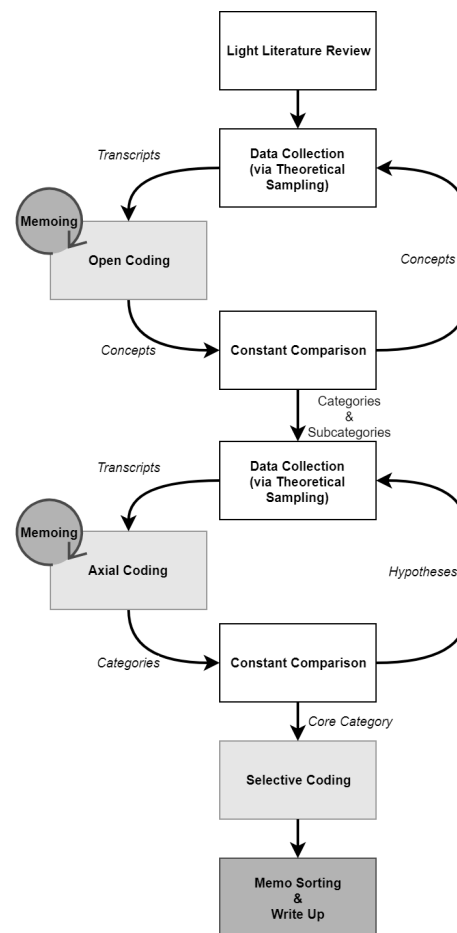 Light Literature Review
Data Collection
(via Theoretical
Sampling)
Transcripts
Memoing
Open Coding
Concepts
Concepts
Constant Comparison
Categories
&
Subcategories
Data Collection
(via Theoretical
Sampling)
Transcripts
Memoing
Axial Coding
Hypotheses
Categories
Constant Comparison
Core Category
Selective Coding
Memo Sorting
&
Write Up